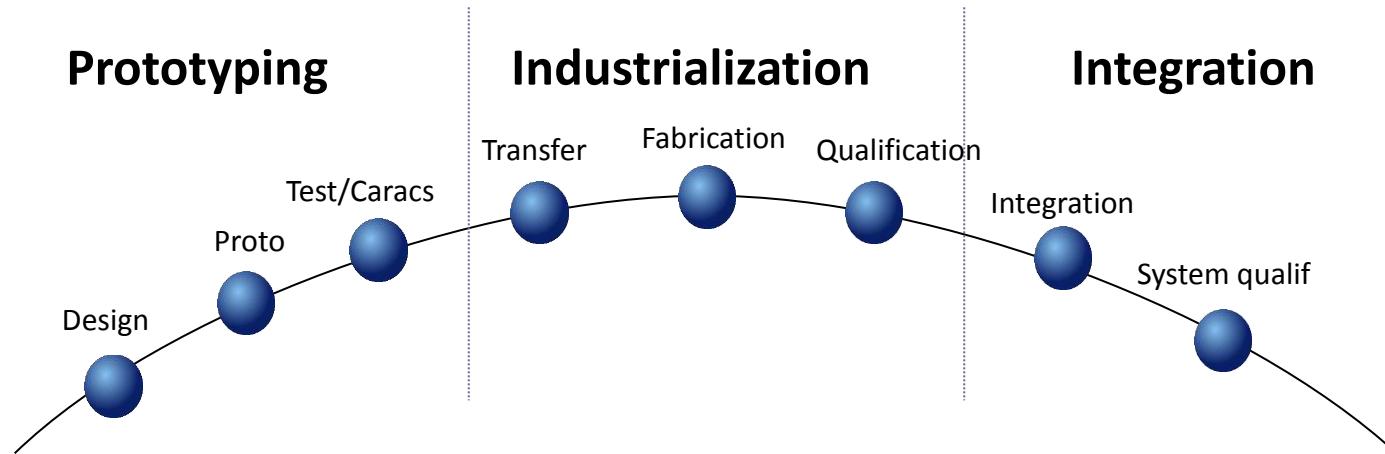 Prototyping
Industrialization
Integration
Design
Proto
Test/Caracs
Transfer
Fabrication
Qualification
Integration
System qualif